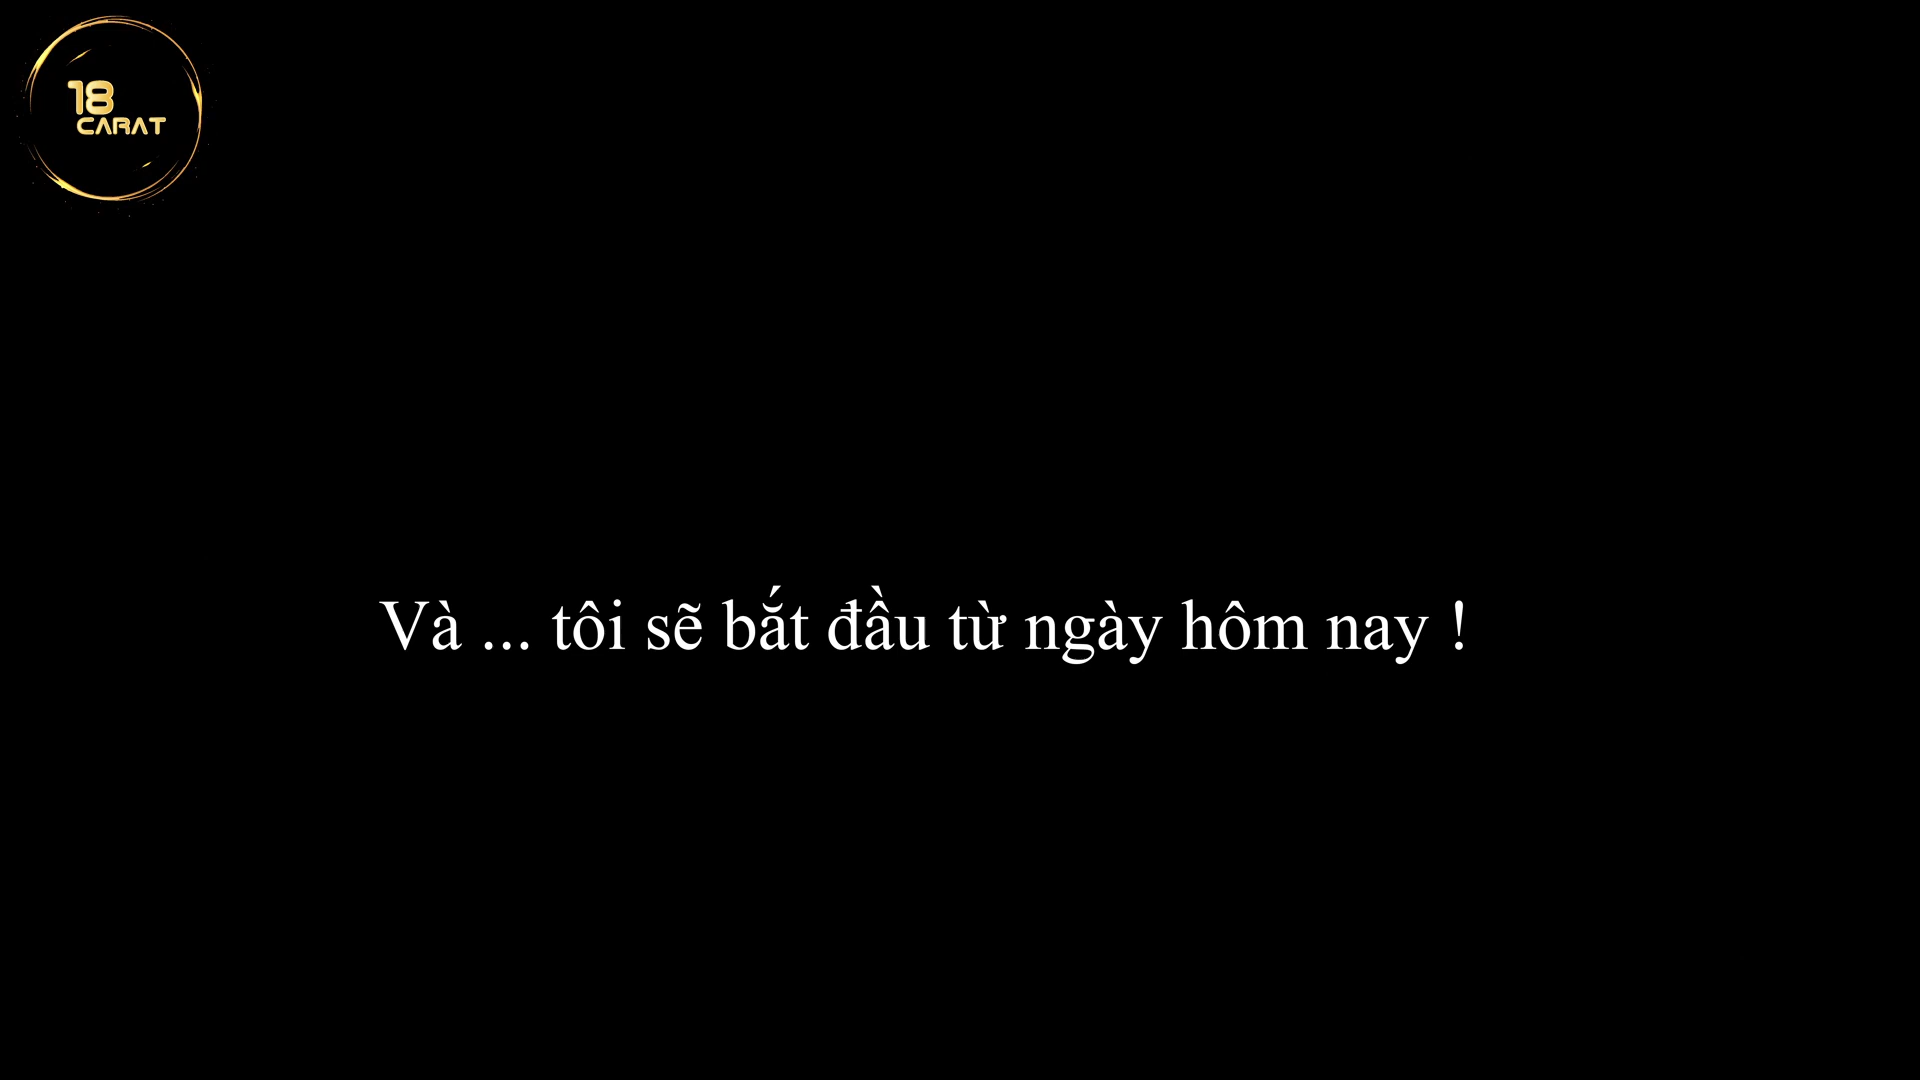 18
CARAT
Và ... tôi sẽ bắt đầu từ ngày hôm nay !